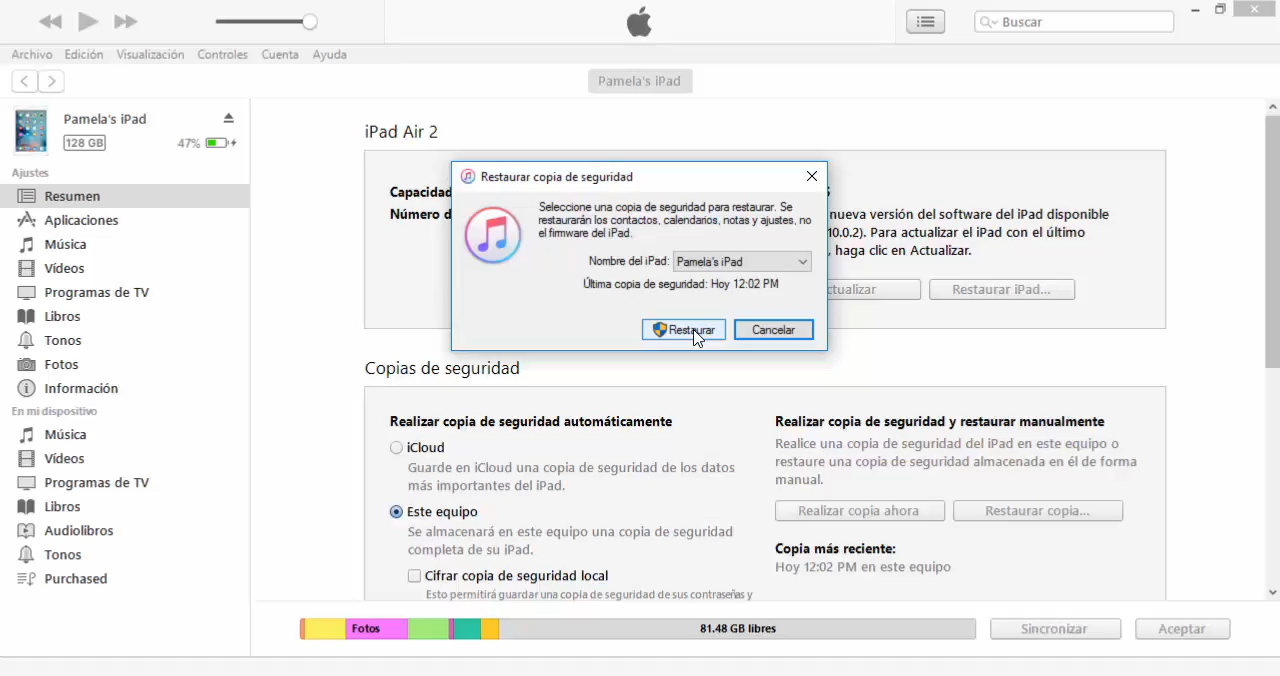 Buscar
Archivo Edición Visualización Controles Cuenta Ayuda
Pamela's iPad
Pamela's iPad
128 GB
47%
Ajustes
Resumen
Aplicaciones
Música
Vídeos
Programas de TV
Libros
Tonos
Fotos
Información
En mi dispositivo
Música
Vídeos
Programas de TV
Libros
Audiolibros
Tonos
Purchased
iPad Air 2
Capacidad
Número d
nueva versión del software del iPad disponible
10.0.2). Para actualizar el iPad con el último
, haga clic en Actualizar.
ctualizar
Restaurar iPad...
Restaurar copia de seguridad
Seleccione una copia de seguridad para restaurar. Se
restaurarán los contactos, calendarios, notas y ajustes, no
el firmware del iPad.
Nombre del iPad: Pamela's iPad
Última copia de seguridad: Hoy 12:02 PM
Restaurar
Cancelar
Copias de seguridad
Realizar copia de seguridad automáticamente
iCloud
Guarde en iCloud una copia de seguridad de los datos
más importantes del iPad.
Este equipo
Se almacenará en este equipo una copia de seguridad
completa de su iPad.
Cifrar copia de seguridad local
Esto permitirá guardar una copia de seguridad de sus contraseñas y
Realizar copia de seguridad y restaurar manualmente
Realice una copia de seguridad del iPad en este equipo o
restaure una copia de seguridad almacenada en él de forma
manual.
Realizar copia ahora
Restaurar copia...
Copia más reciente:
Hoy 12:02 PM en este equipo
Fotos
81.48 GB libres
Sincronizar
Aceptar